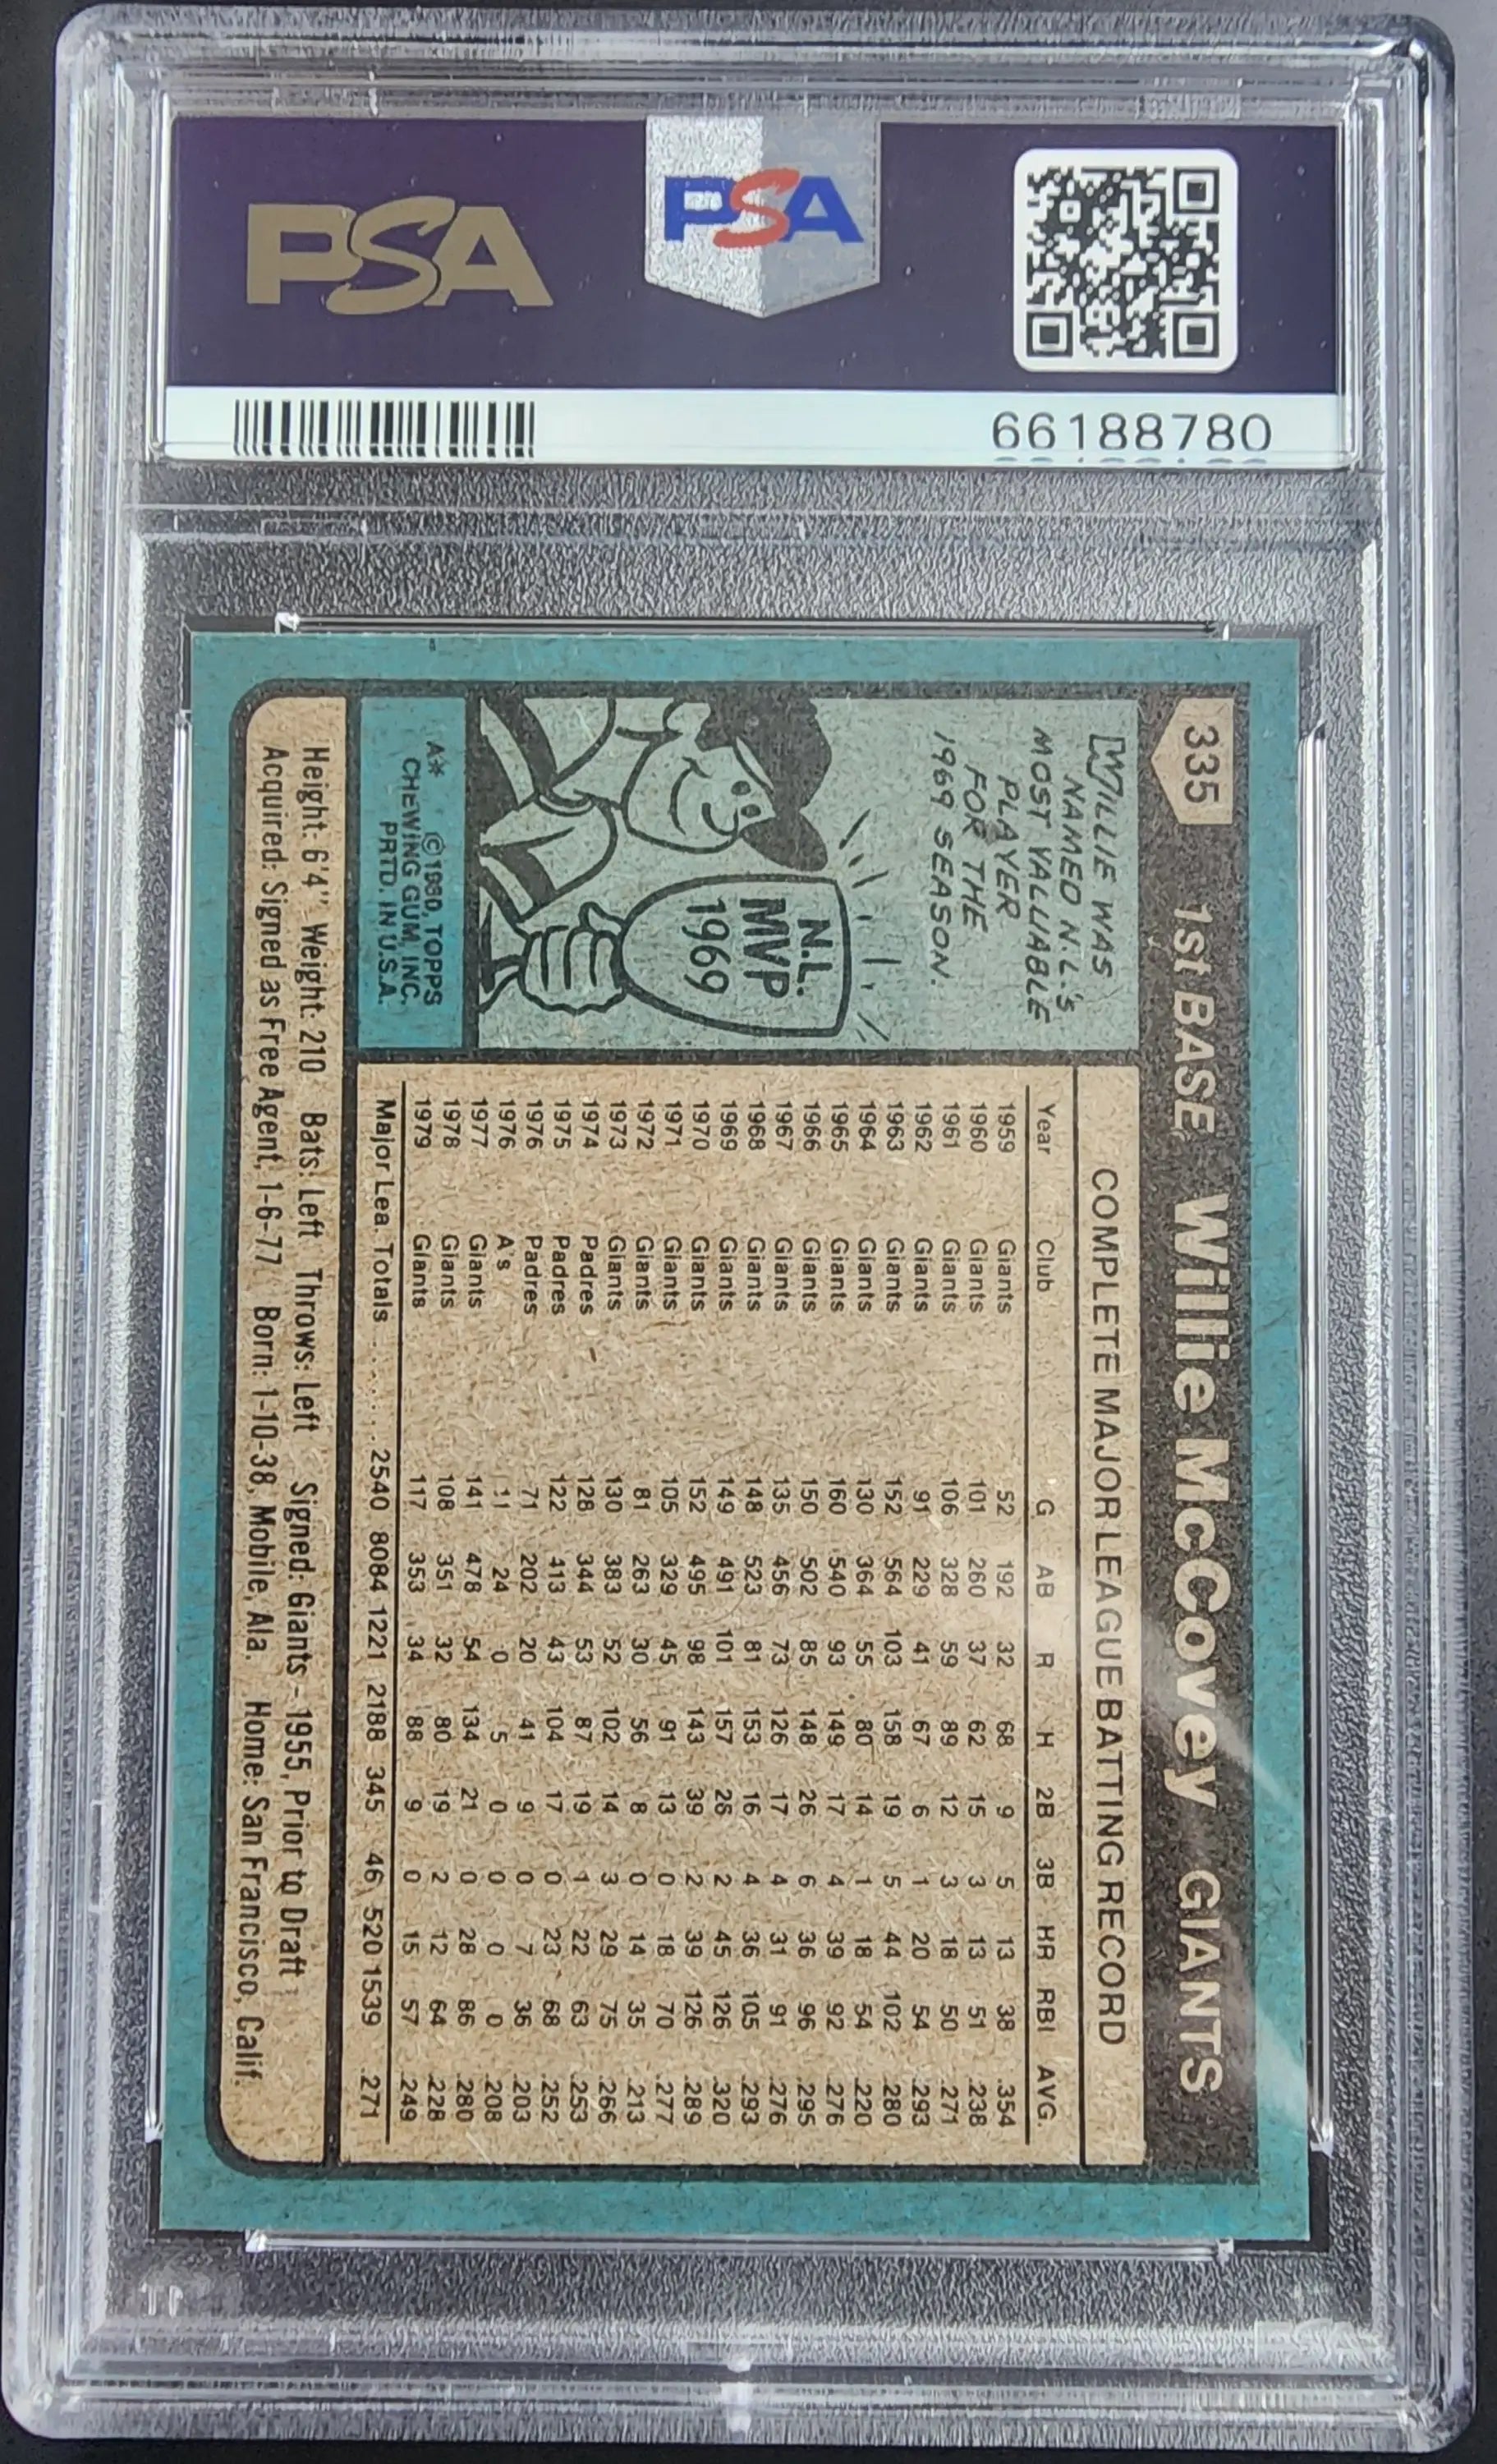 PSA
PSA
66188780
335 1st BASE Willie McCovey GIANTS
WILLIE WAS
NAMED N.L.'s
MOST VALUABLE
PLAYER
FOR THE
1969 SEASON.
N.L.
MVP
1969
A* © 1980, TOPPS
CHEWING GUM, INC.
PRTD. IN U.S.A.
COMPLETE MAJOR LEAGUE BATTING RECORD
Year Club G AB R H 2B 3B HR RBI AVG.
1959 Giants 52 192 32 68 9 5 13 38 .354
1960 Giants 101 260 37 62 15 3 13 51 .238
1961 Giants 106 328 59 89 12 3 18 50 .271
1962 Giants 91 229 41 67 6 1 20 54 .293
1963 Giants 152 564 103 158 19 5 44 102 .280
1964 Giants 130 364 55 80 14 1 18 54 .220
1965 Giants 160 540 93 149 17 4 39 92 .276
1966 Giants 150 502 85 148 26 6 36 96 .295
1967 Giants 135 456 73 126 17 4 31 91 .276
1968 Giants 148 523 81 153 16 4 36 105 .293
1969 Giants 149 491 101 157 26 2 45 126 .320
1970 Giants 152 495 98 143 39 2 39 126 .289
1971 Giants 105 329 45 91 13 0 18 70 .277
1972 Giants 81 263 30 56 8 0 14 35 .213
1973 Giants 130 383 52 102 14 3 29 75 .266
1974 Padres 128 344 53 87 19 1 22 63 .253
1975 Padres 122 413 43 104 17 0 23 68 .252
1976 Padres 71 202 20 41 9 0 7 36 .203
1976 A's 11 24 0 5 0 0 0 0 .208
1977 Giants 141 478 54 134 21 0 28 86 .280
1978 Giants 108 351 32 80 19 2 12 64 .228
1979 Giants 117 353 34 88 9 0 15 57 .249
Major Lea. Totals ...... 2540 8084 1221 2188 345 46 520 1539 .271
Height: 6'4" Weight: 210 Bats: Left Throws: Left Signed: Giants-1955, Prior to Draft
Acquired: Signed as Free Agent, 1-6-77 Born: 1-10-38, Mobile, Ala. Home: San Francisco, Calif.